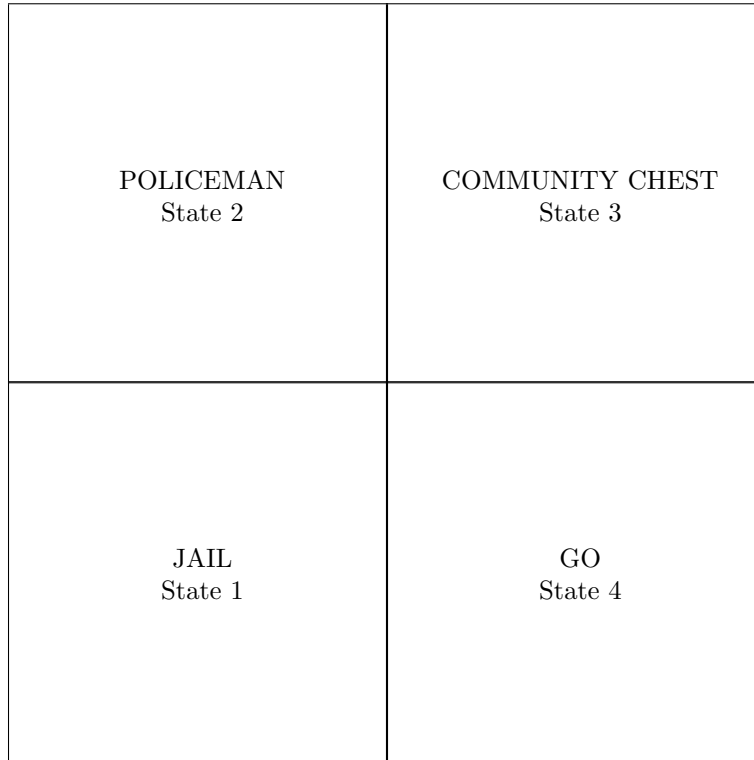 POLICEMAN
State 2
COMMUNITY CHEST
State 3
JAIL
State 1
GO
State 4